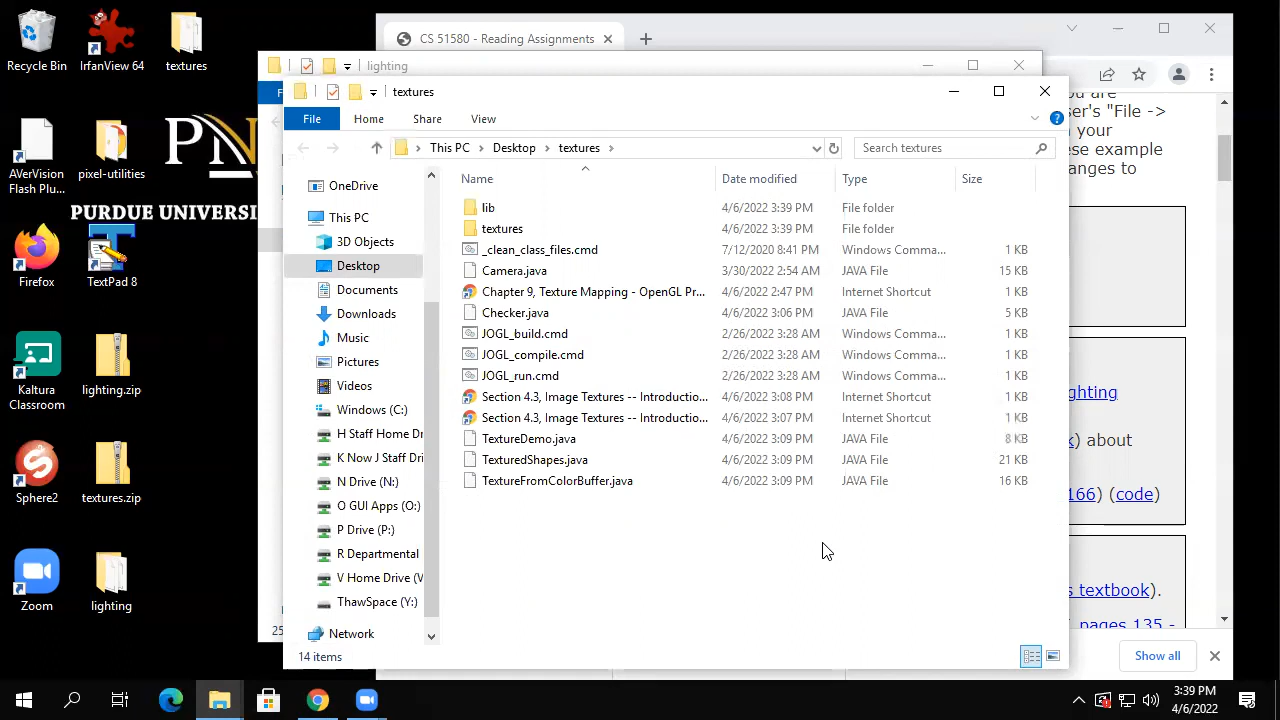 Recycle Bin
IrfanView 64
textures
AVerVision
Flash Plu...
pixel-utilities
PN
PURDUE UNIVERSI
Firefox
TextPad 8
Kaltura
Classroom
lighting.zip
Sphere2
textures.zip
Zoom
lighting
CS 51580 - Reading Assignments
lighting
textures
File
Home
Share
View
This PC
Desktop
textures
Search textures
OneDrive
This PC
3D Objects
Desktop
Documents
Downloads
Music
Pictures
Videos
Windows (C:)
H Staff Home Dr
K Now J Staff Dri
N Drive (N:)
O GUI Apps (O:)
P Drive (P:)
R Departmental
V Home Drive (V
ThawSpace (Y:)
Network
Name Date modified Type Size
lib 4/6/2022 3:39 PM File folder
textures 4/6/2022 3:39 PM File folder
_clean_class_files.cmd 7/12/2020 8:41 PM Windows Comma... 1 KB
Camera.java 3/30/2022 2:54 AM JAVA File 15 KB
Chapter 9, Texture Mapping - OpenGL Pr... 4/6/2022 2:47 PM Internet Shortcut 1 KB
Checker.java 4/6/2022 3:06 PM JAVA File 5 KB
JOGL_build.cmd 2/26/2022 3:28 AM Windows Comma... 1 KB
JOGL_compile.cmd 2/26/2022 3:28 AM Windows Comma... 1 KB
JOGL_run.cmd 2/26/2022 3:28 AM Windows Comma... 1 KB
Section 4.3, Image Textures -- Introductio... 4/6/2022 3:08 PM Internet Shortcut 1 KB
Section 4.3, Image Textures -- Introductio... 4/6/2022 3:07 PM Internet Shortcut 1 KB
TextureDemo.java 4/6/2022 3:09 PM JAVA File 8 KB
TexturedShapes.java 4/6/2022 3:09 PM JAVA File 21 KB
TextureFromColorBuffer.java 4/6/2022 3:09 PM JAVA File 16 KB
14 items
F
25
you are
ser's "File ->
n your
ese example
anges to
ghting
k) about
166) (code)
s textbook).
pages 135 -
Show all
3:39 PM
4/6/2022